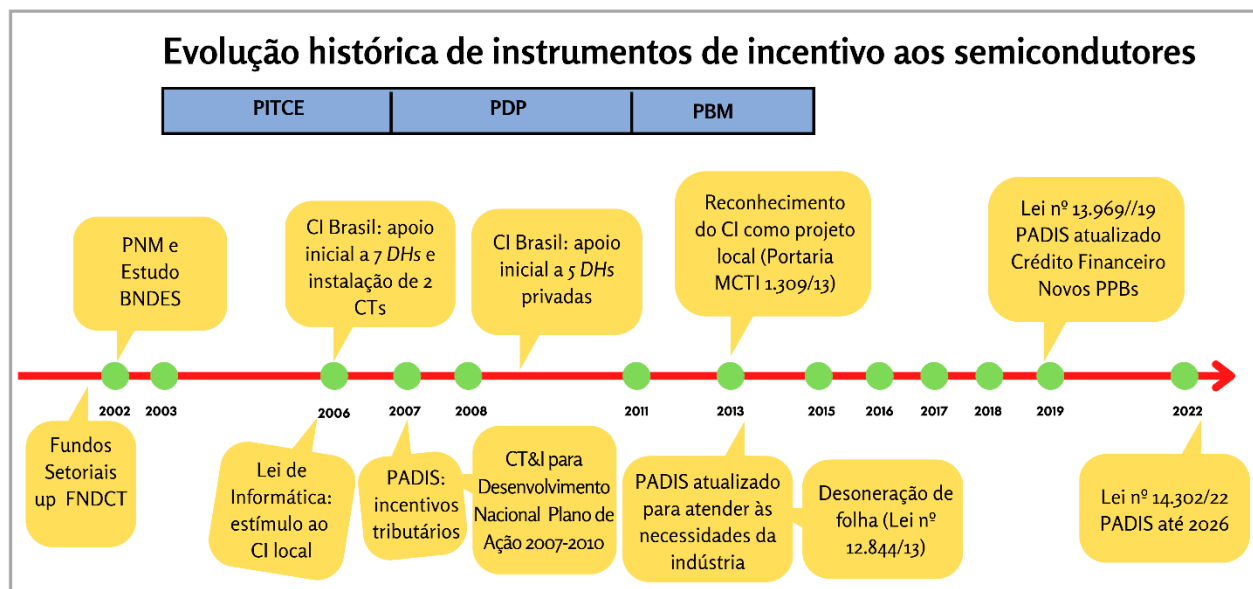 Evolução histórica de instrumentos de incentivo aos semicondutores
PITCE
PDP
PBM
PNM e
Estudo
BNDES
CI Brasil: apoio
inicial a 7 DHs e
instalação de 2
CTs
CI Brasil: apoio
inicial a 5 DHs
privadas
Reconhecimento
do CI como projeto
local (Portaria
MCTI 1.309/13)
Lei nº 13.969//19
PADIS atualizado
Crédito Financeiro
Novos PPBs
2002
2003
2006
2007
2008
2011
2013
2015
2016
2017
2018
2019
2022
Fundos
Setoriais
up FNDCT
Lei de
Informática:
estímulo ao
CI local
PADIS:
incentivos
tributários
CT&I para
Desenvolvimento
Nacional Plano de
Ação 2007-2010
PADIS atualizado
para atender às
necessidades da
indústria
Desoneração de
folha (Lei nº
12.844/13)
Lei nº 14.302/22
PADIS até 2026